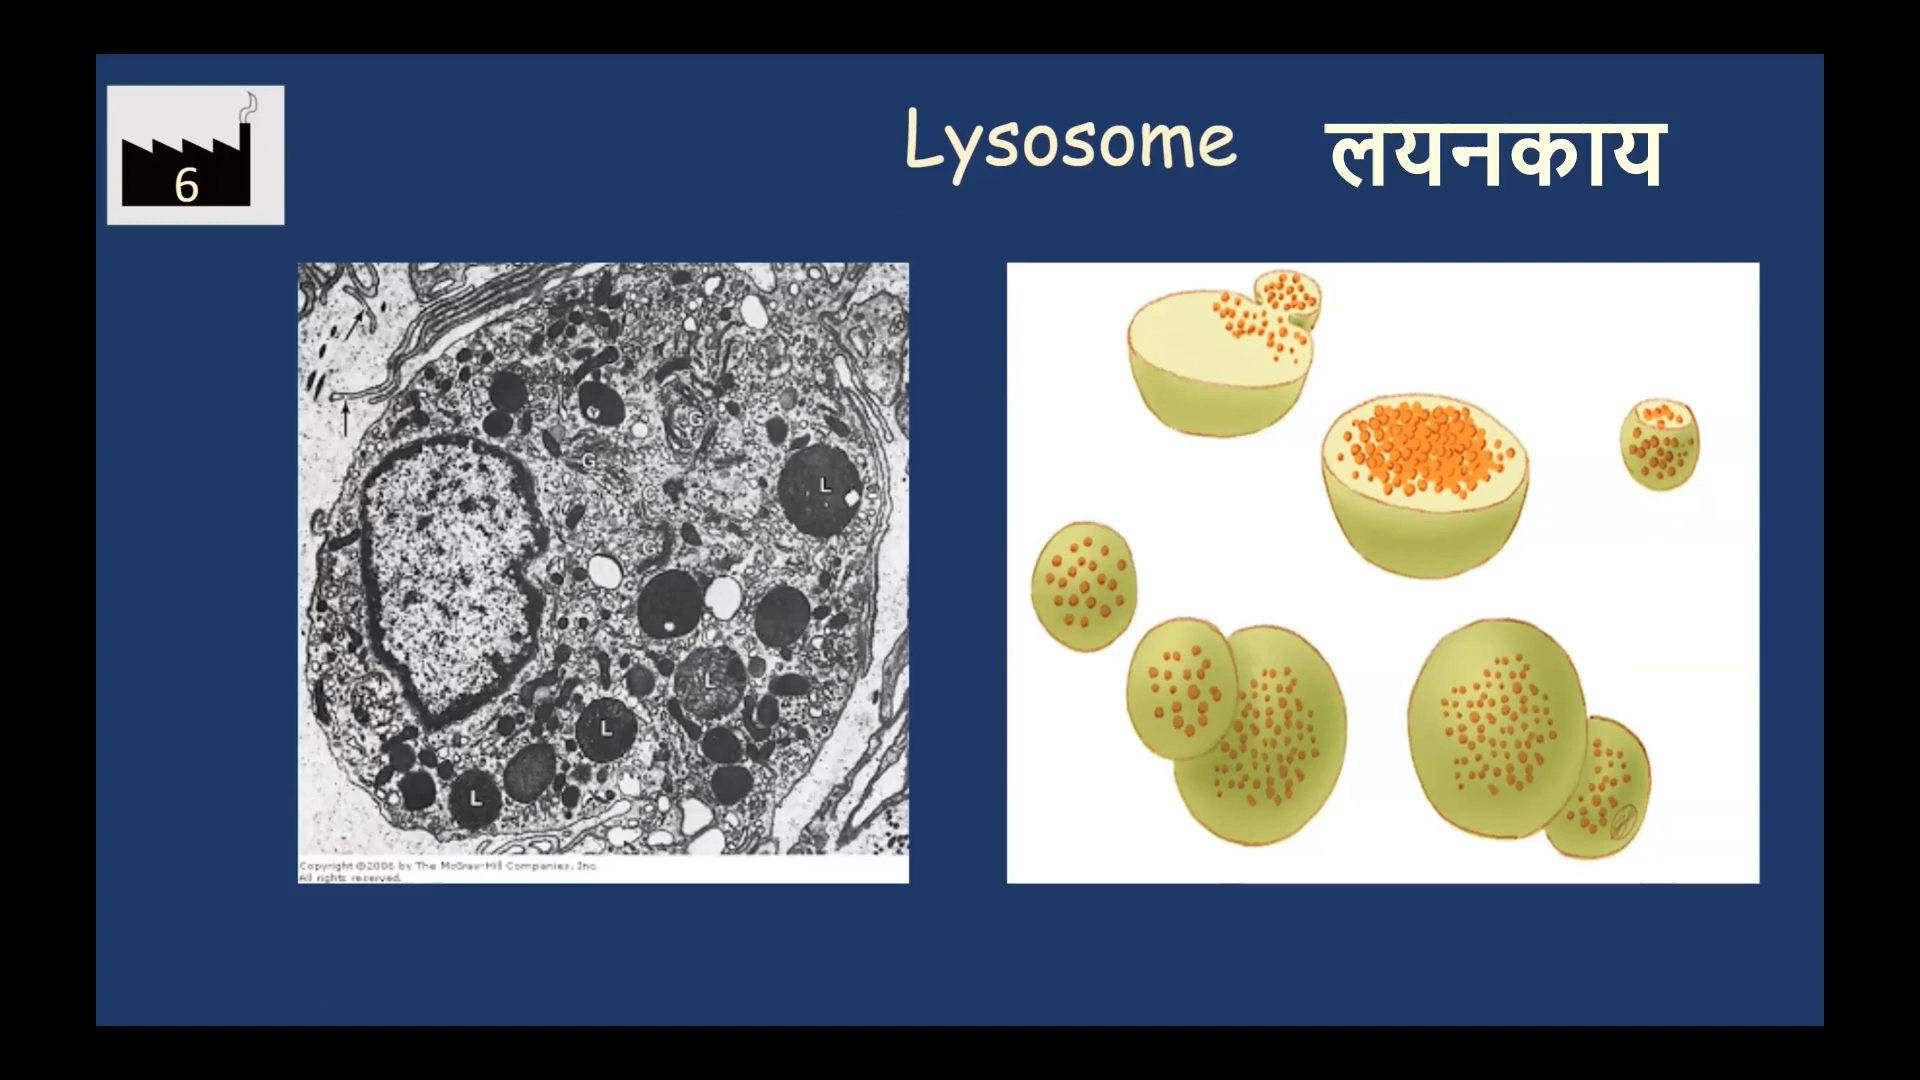 6
Lysosome लयनकाय
G
G
L
C
G
L
L
L
Copyright ©2006 by The McGraw-Hill Companies, Inc.
All rights reserved.